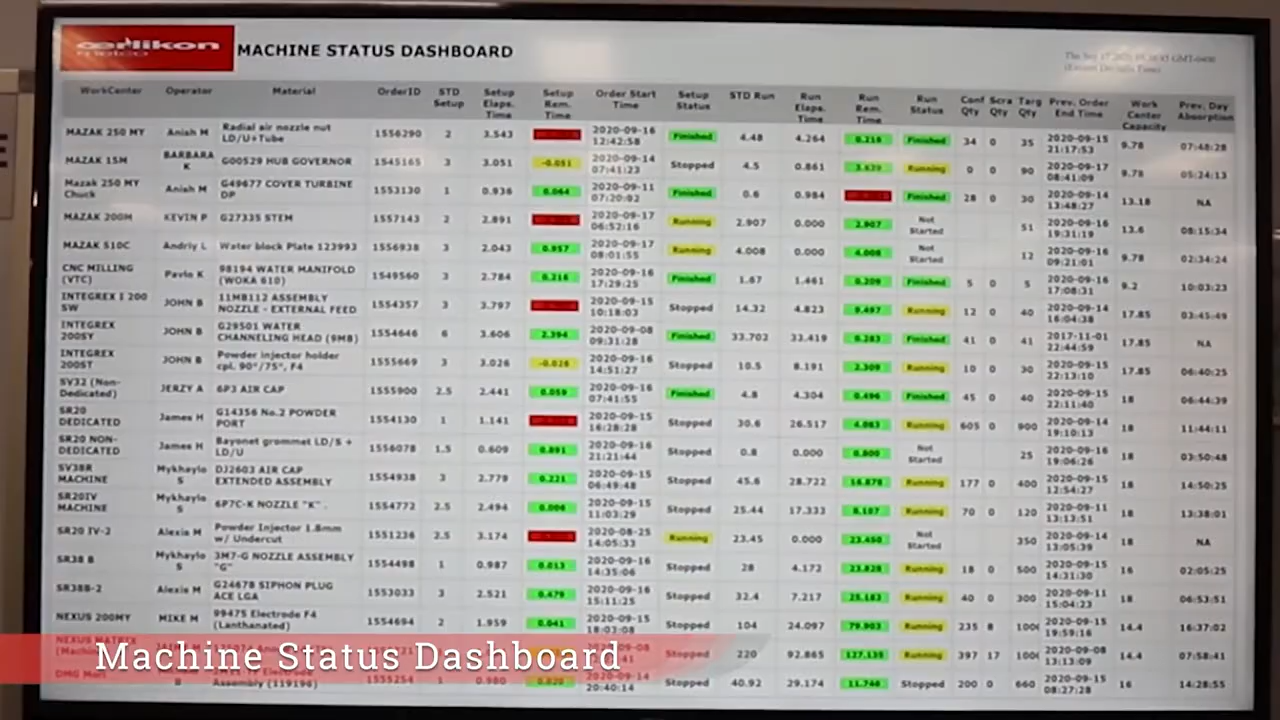 oerlikon
metco
MACHINE STATUS DASHBOARD
WorkCenter Operator Material OrderID STD Setup Setup Elaps. Time Setup Rem. Time Order Start Time Setup Status STD Run Run Elaps. Time Run Rem. Time Run Status Conf Qty Scra Qty Targ Qty Prev. Order End Time Work Center Capacity Prev. Day Absorption
MAZAK 250 MY Anish M Radial air nozzle nut LD/U+Tube 1556290 2 3.543 2020-09-16 12:42:58 Finished 4.48 4.264 0.216 Finished 34 0 35 2020-09-15 21:17:53 9.78 07:48:28
MAZAK 15M BARBARA K G00529 HUB GOVERNOR 1545165 3 3.051 -0.051 2020-09-14 07:41:23 Stopped 4.5 0.861 Running 0 90 2020-09-17 08:41:09 9.78 05:24:13
Mazak 250 MY Chuck Anish M G49677 COVER TURBINE DP 1553130 1 0.936 0.064 2020-09-11 07:20:02 Finished 0.6 0.984 Finished 28 0 30 2020-09-14 13:48:27 13.18 NA
MAZAK 200M KEVIN P G27335 STEM 1557143 2 2.891 2020-09-17 06:52:16 Running 2.907 0.000 2.907 Not Started 51 2020-09-16 19:31:19 13.6 08:15:34
MAZAK 510C Andriy L Water block Plate 123993 1556938 3 2.043 0.957 2020-09-17 08:01:55 Running 4.008 0.000 4.008 Not Started 12 2020-09-16 09:21:01 9.78 02:34:24
CNC MILLING (VTC) Pavlo K 98194 WATER MANIFOLD (WOKA 610) 1549560 3 2.784 0.216 2020-09-16 17:29:25 Finished 1.67 1.461 0.209 Finished 5 0 5 2020-09-16 17:08:31 9.2 10:03:23
INTEGREX I 200 SW JOHN B 11MB112 ASSEMBLY NOZZLE - EXTERNAL FEED 1554357 3 3.797 2020-09-15 10:18:03 Stopped 14.32 4.823 9.497 Running 12 0 40 2020-09-14 16:04:38 17.85 03:45:49
INTEGREX 200SY JOHN B G29501 WATER CHANNELING HEAD (9MB) 1554646 6 3.606 2.394 2020-09-08 09:31:28 Finished 33.702 33.419 0.283 Finished 41 0 41 2017-11-01 22:44:59 17.85 NA
INTEGREX 200ST JOHN B Powder injector holder cpl. 90°/75°, F4 1555669 3 3.026 -0.026 2020-09-16 14:51:27 Stopped 10.5 8.191 2.309 Running 10 0 30 2020-09-15 22:13:10 17.85 06:40:25
SV32 (Non-Dedicated) JERZY A 6P3 AIR CAP 1555900 2.5 2.441 0.059 2020-09-16 07:41:55 Finished 4.8 4.304 0.496 Finished 45 0 40 2020-09-15 22:11:40 18 06:44:39
SR20 DEDICATED James H G14356 No.2 POWDER PORT 1554130 1 1.141 2020-09-15 16:28:28 Stopped 30.6 26.517 4.083 Running 605 0 900 2020-09-14 19:10:13 18 11:44:11
SR20 NON-DEDICATED James H Bayonet grommet LD/S + LD/U 1556078 1.5 0.609 0.891 2020-09-16 21:21:44 Stopped 0.8 0.000 0.800 Not Started 25 2020-09-16 19:06:26 18 03:50:48
SV38R MACHINE Mykhaylo S DJ2603 AIR CAP EXTENDED ASSEMBLY 1554938 3 2.779 0.221 2020-09-15 06:49:48 Stopped 45.6 28.722 16.878 Running 177 0 400 2020-09-15 12:54:27 18 14:50:25
SR20IV MACHINE Mykhaylo S 6P7C-K NOZZLE "K" . 1554772 2.5 2.494 0.006 2020-09-15 11:03:29 Stopped 25.44 17.333 8.107 Running 70 0 120 2020-09-11 13:13:51 18 13:38:01
SR20 IV-2 Alexis M Powder Injector 1.8mm w/ Undercut 1551236 2.5 3.174 2020-08-25 14:05:33 Running 23.45 0.000 23.450 Not Started 350 2020-09-14 13:05:39 18 NA
SR38 B Mykhaylo S 3M7-G NOZZLE ASSEMBLY "G" 1554498 1 0.987 0.013 2020-09-16 14:35:06 Stopped 28 4.172 23.828 Running 18 0 500 2020-09-15 14:31:30 16 02:05:25
SR38B-2 Alexis M G24678 SIPHON PLUG ACE LGA 1553033 3 2.521 0.479 2020-09-16 15:11:25 Stopped 32.4 7.217 25.183 Running 40 0 300 2020-09-11 15:04:23 18 06:53:51
NEXUS 200MY MIKE M 99475 Electrode F4 (Lanthanated) 1554694 2 1.959 0.041 2020-09-15 18:03:08 Stopped 104 24.097 79.903 Running 235 8 100 2020-09-16 19:59:16 14.4 16:37:02
NEXUS MATRIX Stopped 220 92.865 127.135 Running 397 17 100 2020-09-08 13:13:09 14.4 07:58:41
DMG Mori B Assembly (119196) 1555254 1 0.980 0.020 2020-09-14 20:40:14 Stopped 40.92 29.174 11.746 Stopped 200 0 660 2020-09-15 08:27:28 16 14:28:55
Machine Status Dashboard